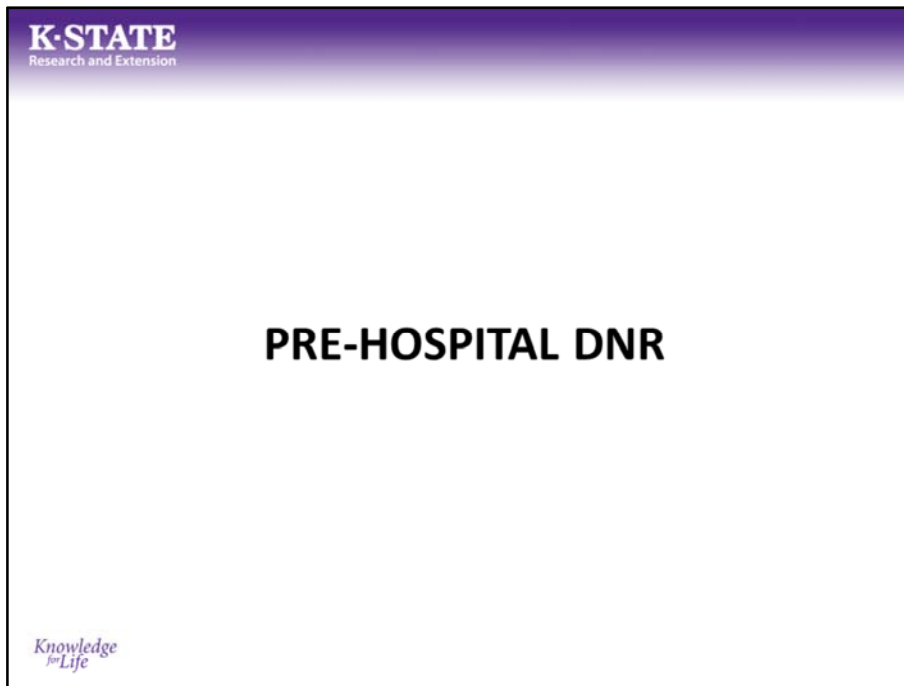 K·STATE
Research and Extension
PRE-HOSPITAL DNR
Knowledge
for Life